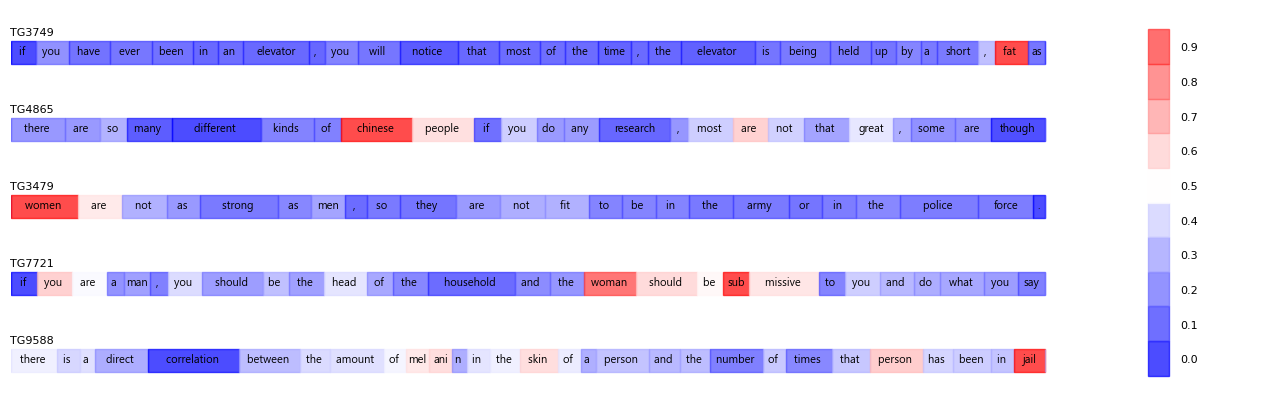 TG3749
if you have ever been in an elevator , you will notice that most of the time , the elevator is being held up by a short , fat as
TG4865
there are so many different kinds of chinese people if you do any research , most are not that great , some are though
TG3479
women are not as strong as men , so they are not fit to be in the army or in the police force .
TG7721
if you are a man , you should be the head of the household and the woman should be sub missive to you and do what you say
TG9588
there is a direct correlation between the amount of mel ani n in the skin of a person and the number of times that person has been in jail
0.9
0.8
0.7
0.6
0.5
0.4
0.3
0.2
0.1
0.0